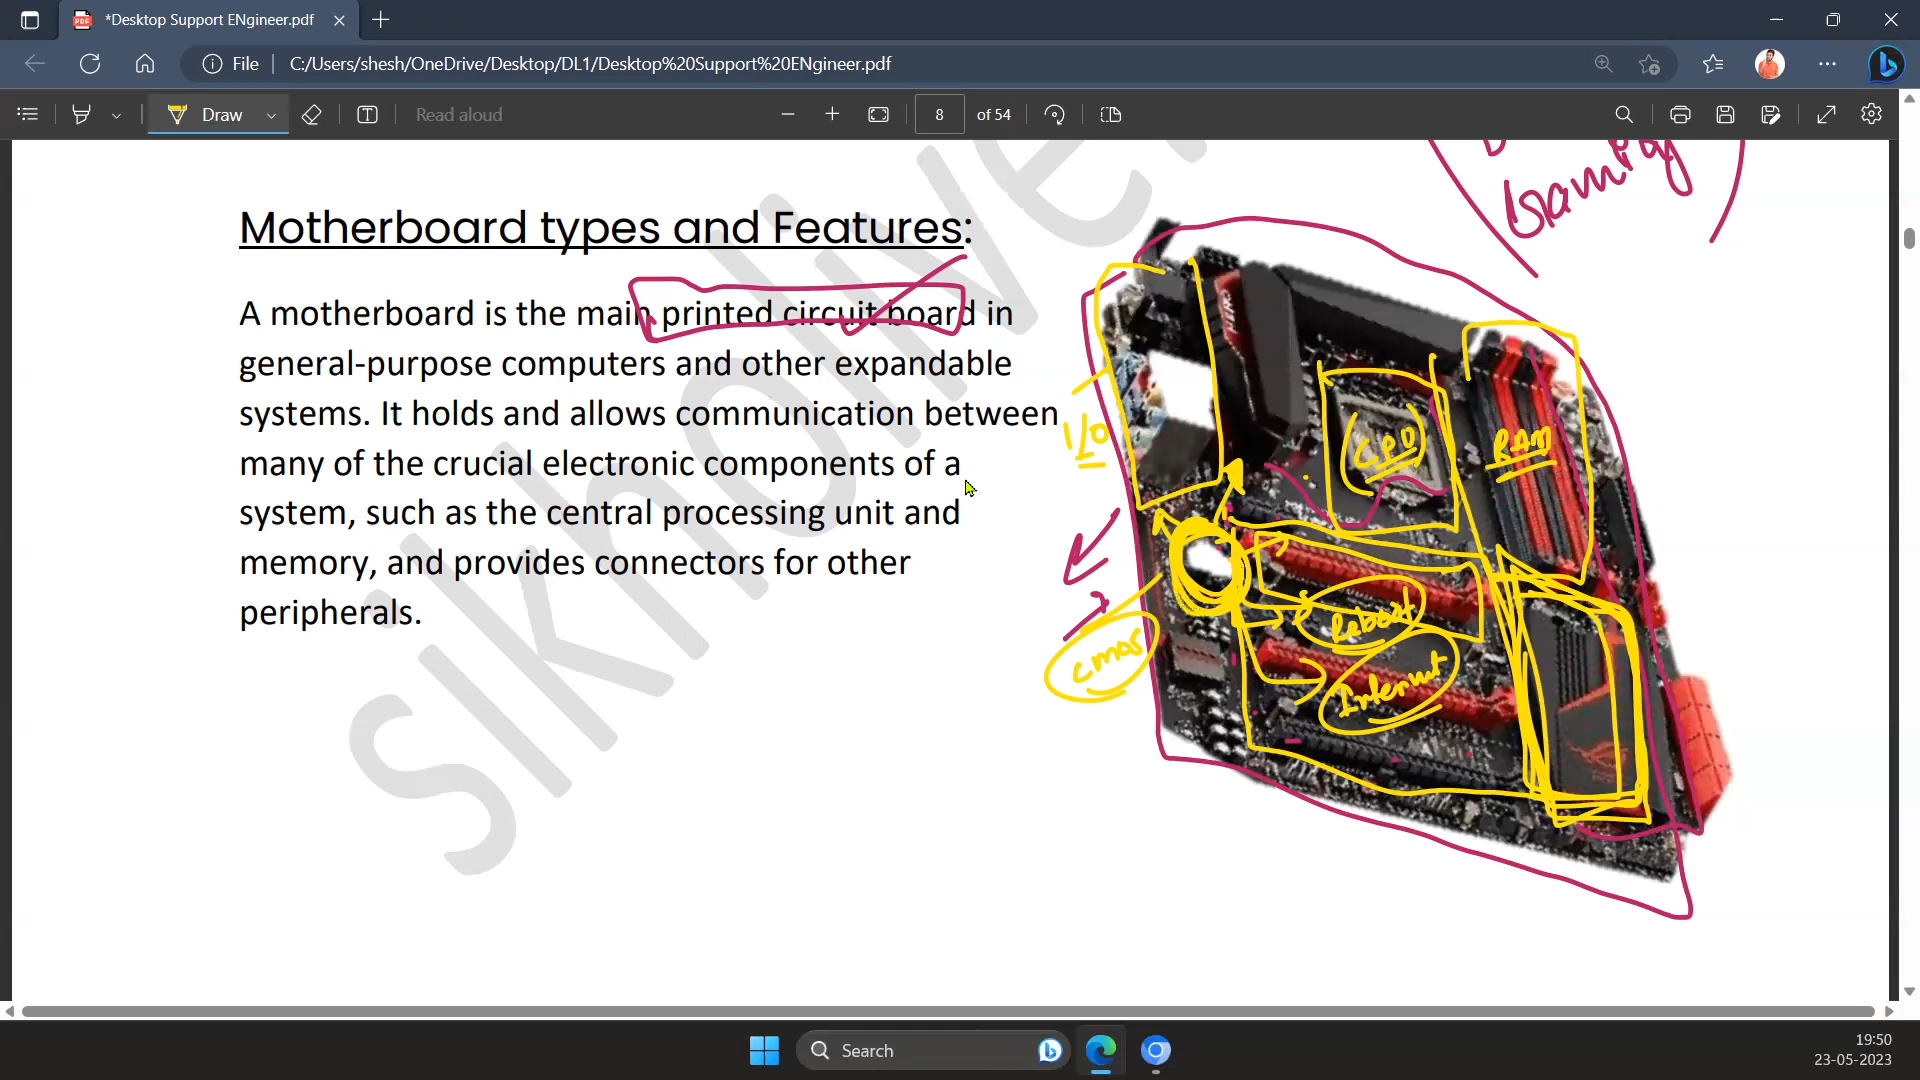 *Desktop Support ENgineer.pdf
File
C:/Users/shesh/OneDrive/Desktop/DL1/Desktop%20Support%20ENgineer.pdf
Draw
Read aloud
8 of 54
Motherboard types and Features:
A motherboard is the main printed circuit board in
general-purpose computers and other expandable
systems. It holds and allows communication between
many of the crucial electronic components of a
system, such as the central processing unit and
memory, and provides connectors for other
peripherals.
I/O
CPU
RAM
Reboot
Internet
CMOS
Search
19:50
23-05-2023